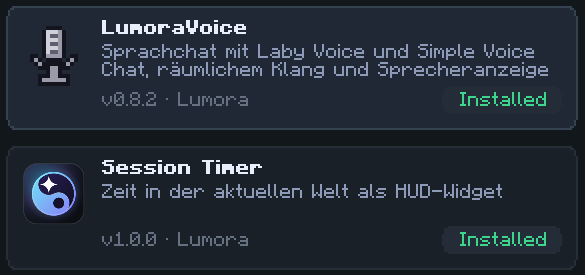 LumoraVoice
Sprachchat mit Laby Voice und Simple Voice
Chat, räumlichem Klang und Sprecheranzeige
v0.8.2 · Lumora
Installed
Session Timer
Zeit in der aktuellen Welt als HUD-Widget
v1.0.0 · Lumora
Installed